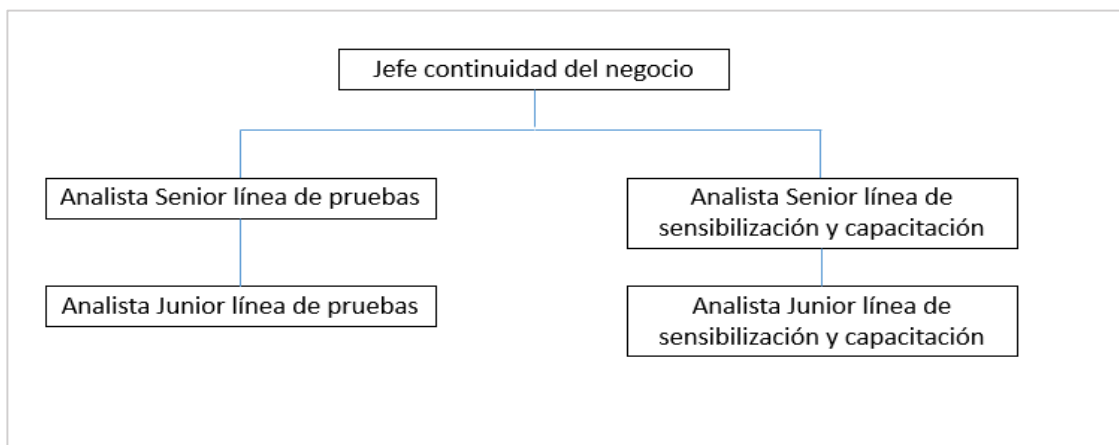 Jefe continuidad del negocio
Analista Senior línea de pruebas
Analista Senior línea de
sensibilización y capacitación
Analista Junior línea de pruebas
Analista Junior línea de
sensibilización y capacitación